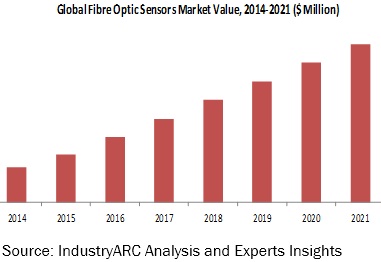 Global Fibre Optic Sensors Market Value, 2014-2021 ($ Million)
2014 2015 2016 2017 2018 2019 2020 2021
Source: IndustryARC Analysis and Experts Insights